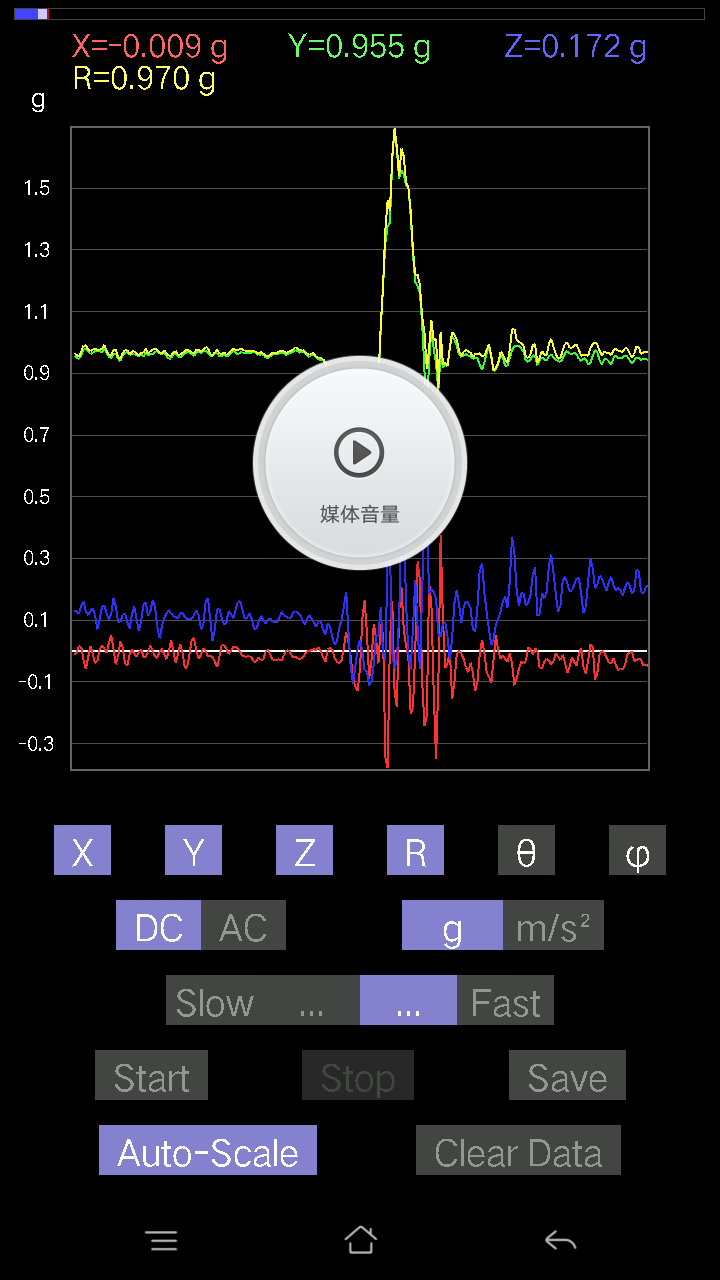 X=-0.009 g Y=0.955 g Z=0.172 g
R=0.970 g
g
1.5
1.3
1.1
0.9
0.7
0.5
0.3
0.1
-0.1
-0.3
媒体音量
X Y Z R θ φ
DC AC g m/s²
Slow ... ... Fast
Start Stop Save
Auto-Scale Clear Data